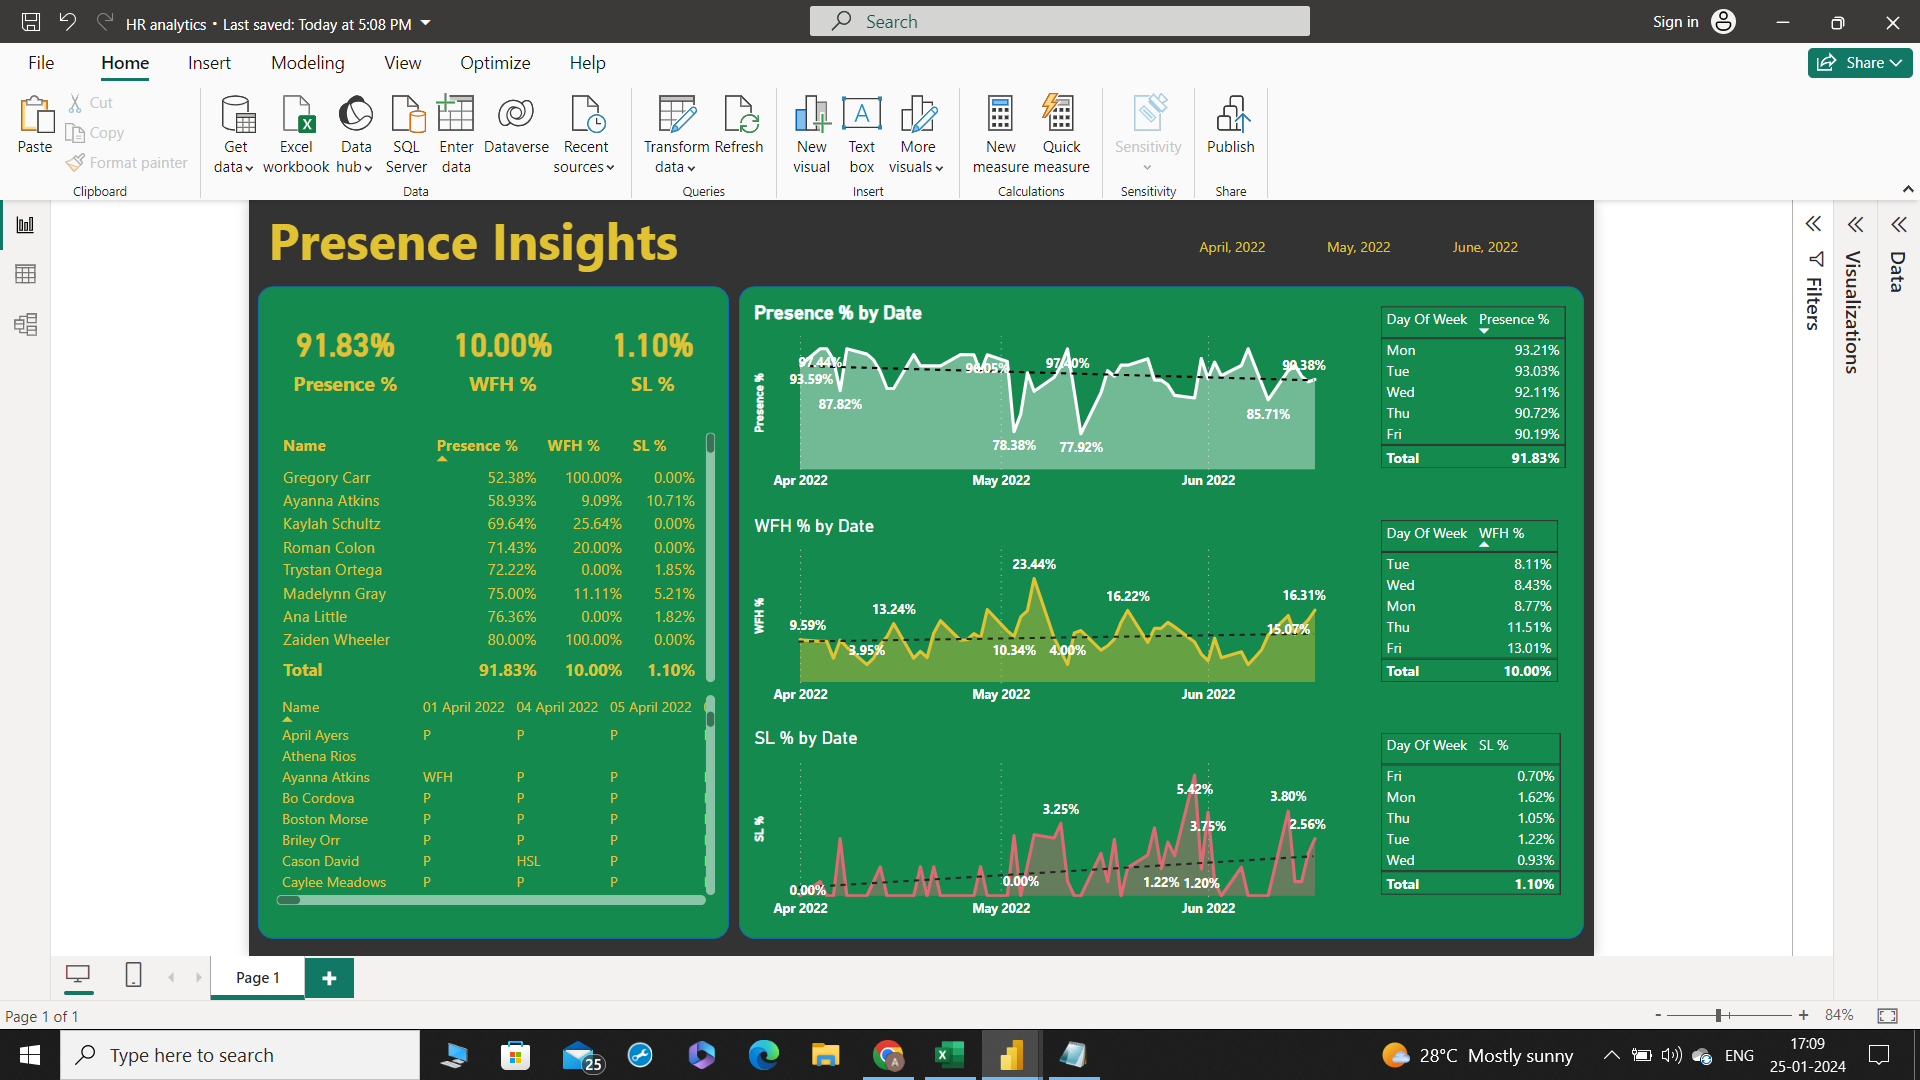 HR analytics • Last saved: Today at 5:08 PM
Search
Sign in
File Home Insert Modeling View Optimize Help
Share
Paste
Cut
Copy
Format painter
Clipboard
Get data
Excel workbook
Data hub
SQL Server
Enter data
Dataverse
Recent sources
Data
Transform data
Refresh
Queries
New visual
Text box
More visuals
Insert
New measure
Quick measure
Calculations
Sensitivity
Sensitivity
Publish
Share
Presence Insights
April, 2022 May, 2022 June, 2022
91.83% 10.00% 1.10%
Presence % WFH % SL %
Name Presence % WFH % SL %
Gregory Carr 52.38% 100.00% 0.00%
Ayanna Atkins 58.93% 9.09% 10.71%
Kaylah Schultz 69.64% 25.64% 0.00%
Roman Colon 71.43% 20.00% 0.00%
Trystan Ortega 72.22% 0.00% 1.85%
Madelynn Gray 75.00% 11.11% 5.21%
Ana Little 76.36% 0.00% 1.82%
Zaiden Wheeler 80.00% 100.00% 0.00%
Total 91.83% 10.00% 1.10%
Name 01 April 2022 04 April 2022 05 April 2022
April Ayers P P P
Athena Rios
Ayanna Atkins WFH P P
Bo Cordova P P P
Boston Morse P P P
Briley Orr P P P
Cason David P HSL P
Caylee Meadows P P P
Presence % by Date
Presence %
97.44% 96.05% 97.40% 90.38%
93.59%
87.82% 85.71%
78.38% 77.92%
Apr 2022 May 2022 Jun 2022
Day Of Week Presence %
Mon 93.21%
Tue 93.03%
Wed 92.11%
Thu 90.72%
Fri 90.19%
Total 91.83%
WFH % by Date
WFH %
23.44%
13.24% 16.22% 16.31%
9.59% 15.07%
3.95% 10.34% 4.00%
Apr 2022 May 2022 Jun 2022
Day Of Week WFH %
Tue 8.11%
Wed 8.43%
Mon 8.77%
Thu 11.51%
Fri 13.01%
Total 10.00%
SL % by Date
SL %
5.42%
3.25% 3.80%
3.75% 2.56%
0.00% 0.00% 1.22% 1.20%
Apr 2022 May 2022 Jun 2022
Day Of Week SL %
Fri 0.70%
Mon 1.62%
Thu 1.05%
Tue 1.22%
Wed 0.93%
Total 1.10%
Filters
Visualizations
Data
Page 1
Page 1 of 1
84%
Type here to search
25
28°C Mostly sunny
ENG
17:09
25-01-2024